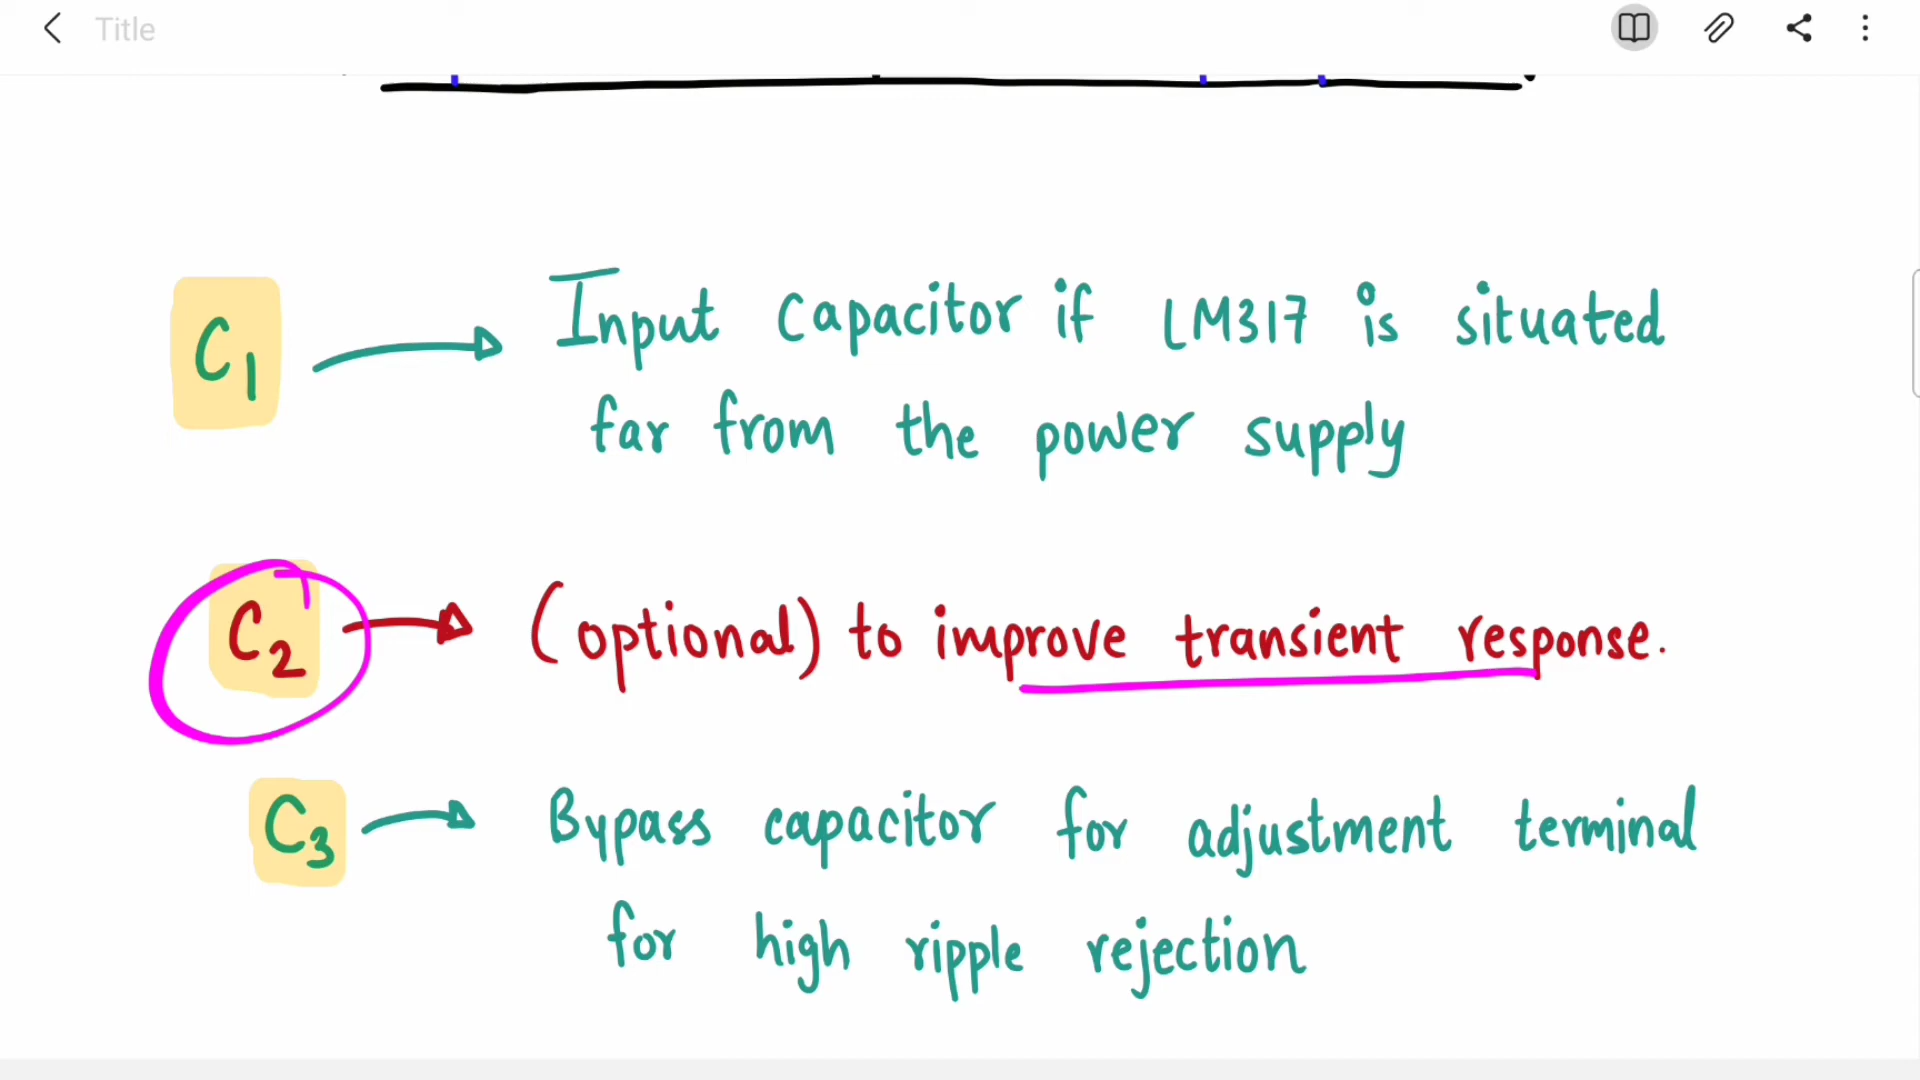 Title
C1 Input Capacitor if LM317 is situated
far from the power supply
C2 (optional) to improve transient response.
C3 Bypass capacitor for adjustment terminal
for high ripple rejection